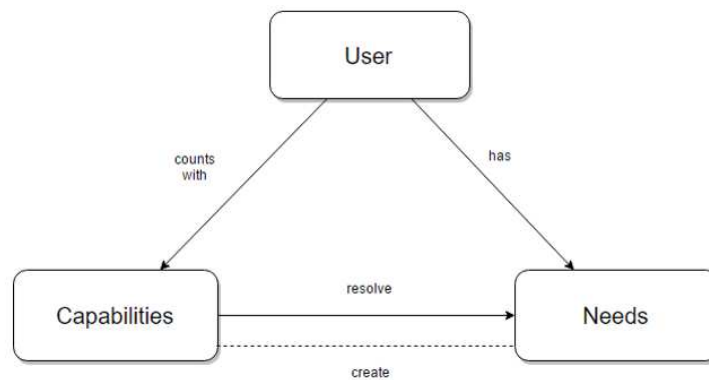 User
counts
with
has
Capabilities
resolve
Needs
create